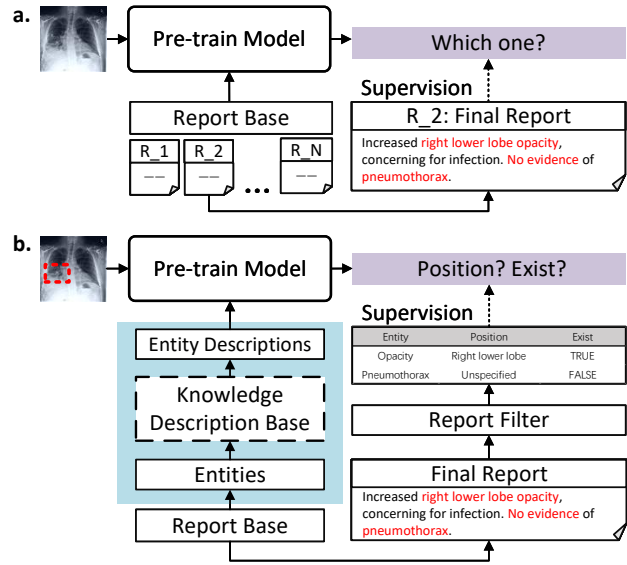 a.
Pre-train Model
Which one?
Supervision
Report Base
R_2: Final Report
R_1
R_2
...
R_N
Increased right lower lobe opacity,
concerning for infection. No evidence of
pneumothorax.
b.
Pre-train Model
Position? Exist?
Supervision
Entity Descriptions
Entity Position Exist
Opacity Right lower lobe TRUE
Pneumothorax Unspecified FALSE
Knowledge
Description Base
Report Filter
Entities
Final Report
Report Base
Increased right lower lobe opacity,
concerning for infection. No evidence of
pneumothorax.